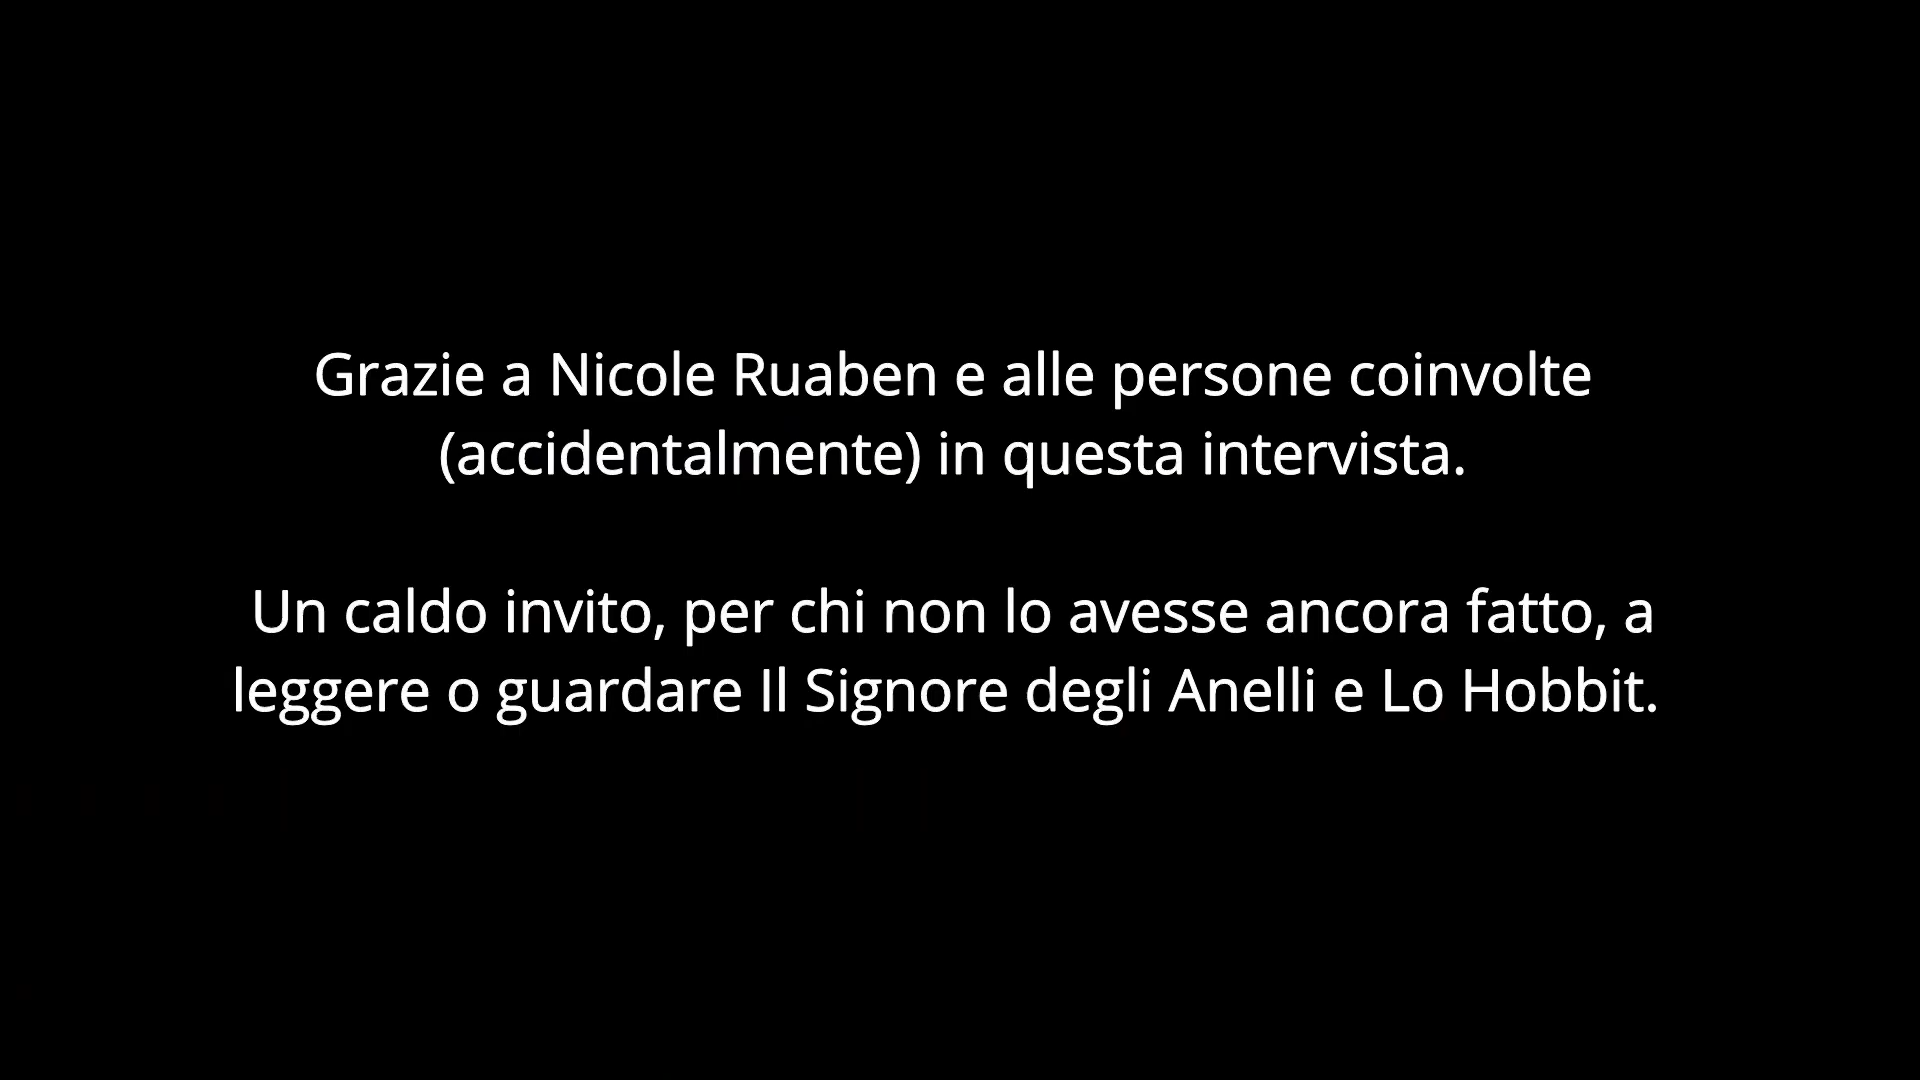 Grazie a Nicole Ruaben e alle persone coinvolte
(accidentalmente) in questa intervista.
Un caldo invito, per chi non lo avesse ancora fatto, a
leggere o guardare Il Signore degli Anelli e Lo Hobbit.